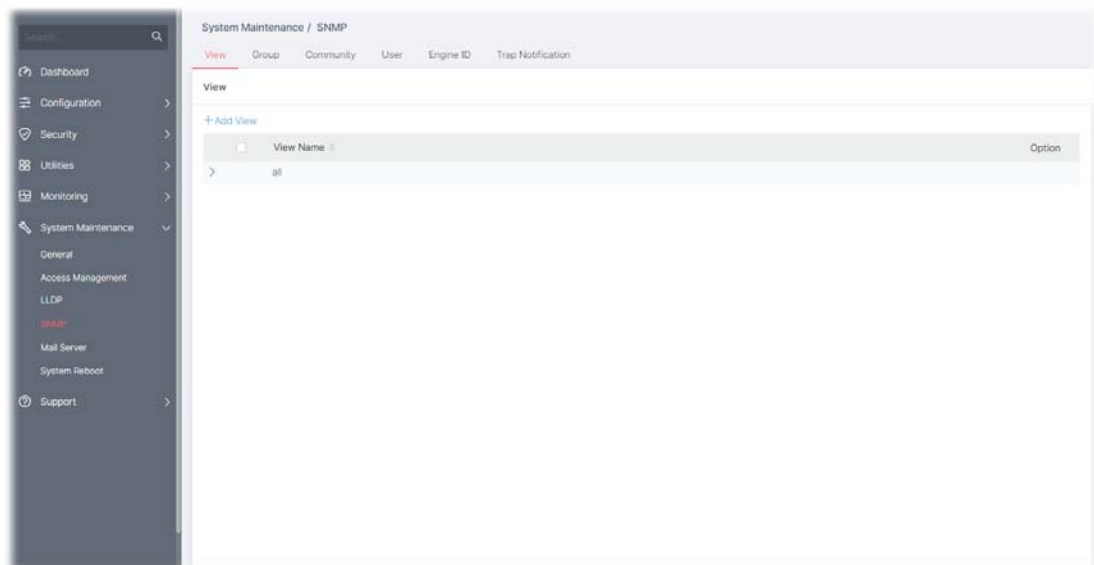 Search...
Dashboard
Configuration
Security
Utilities
Monitoring
System Maintenance
General
Access Management
LLDP
SNMP
Mail Server
System Reboot
Support
System Maintenance / SNMP
View Group Community User Engine ID Trap Notification
View
+Add View
View Name Option
all